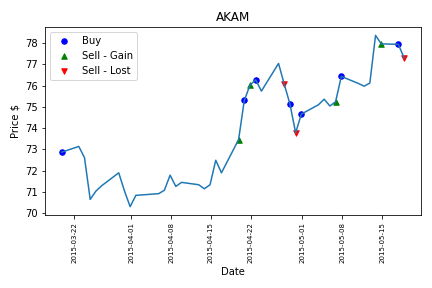 AKAM
Buy
Sell - Gain
Sell - Lost
Price $
78
77
76
75
74
73
72
71
70
2015-03-22
2015-04-01
2015-04-08
2015-04-15
2015-04-22
2015-05-01
2015-05-08
2015-05-15
Date